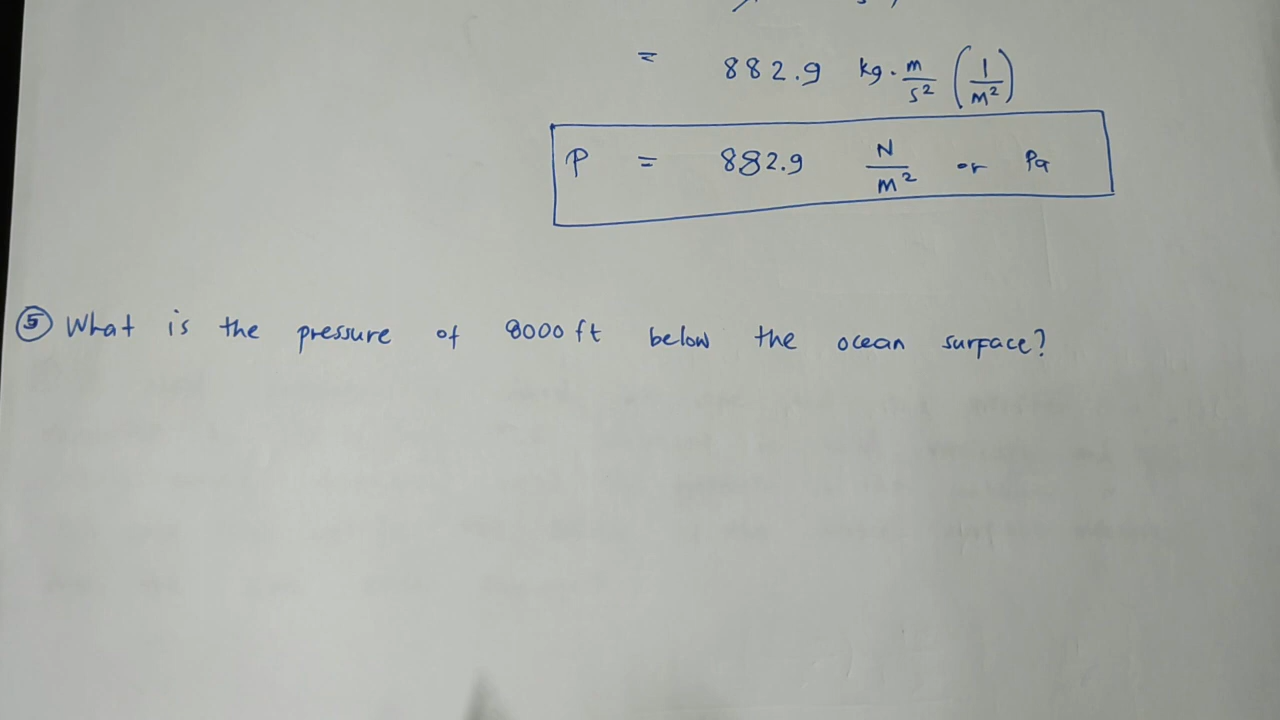 = 882.9 kg · m/s² (1/m²)
P = 882.9 N/m² or Pa
⑤ What is the pressure of 8000 ft below the ocean surface?